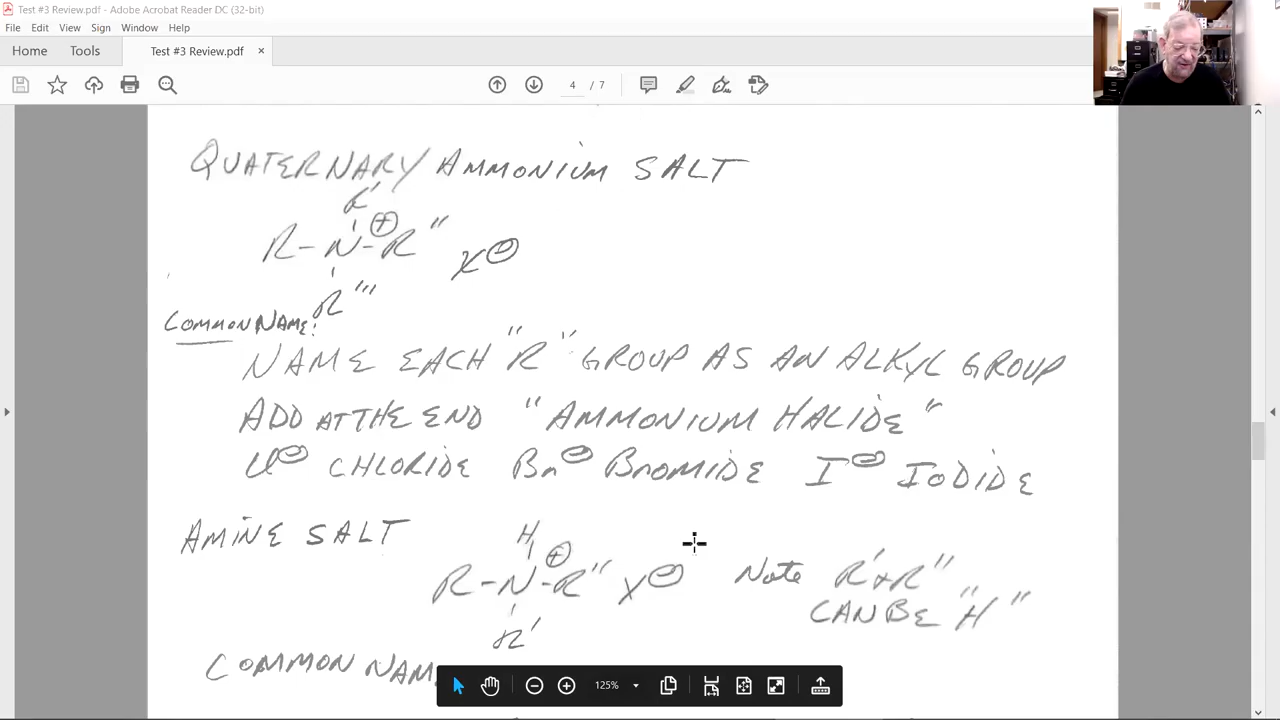 Test #3 Review.pdf - Adobe Acrobat Reader DC (32-bit)
File Edit View Sign Window Help
Home Tools Test #3 Review.pdf ×
4 / 7
QUATERNARY AMMONIUM SALT
R'
R-N-R" X
R'''
COMMON NAME:
NAME EACH "R" GROUP AS AN ALKYL GROUP
ADD AT THE END "AMMONIUM HALIDE"
Cl⊖ CHLORIDE Br⊖ BROMIDE I⊖ IODIDE
AMINE SALT
H
R-N⊕-R" X⊖ Note R' + R"
R' CAN BE "H"
COMMON NAM
125%